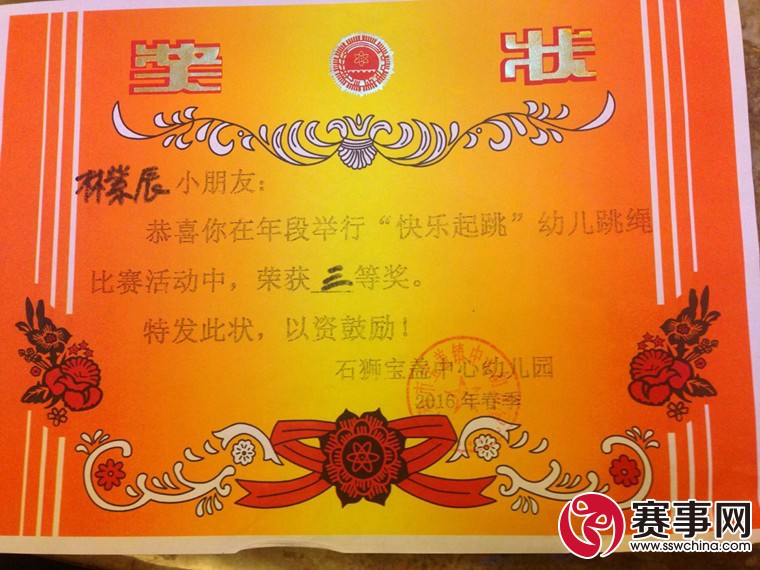 奖 状
林紫辰小朋友:
恭喜你在年段举行“快乐起跳”幼儿跳绳
比赛活动中，荣获三等奖。
特发此状，以资鼓励！
石狮宝盖中心幼儿园
2016年春季
赛事网
www.sswchina.com